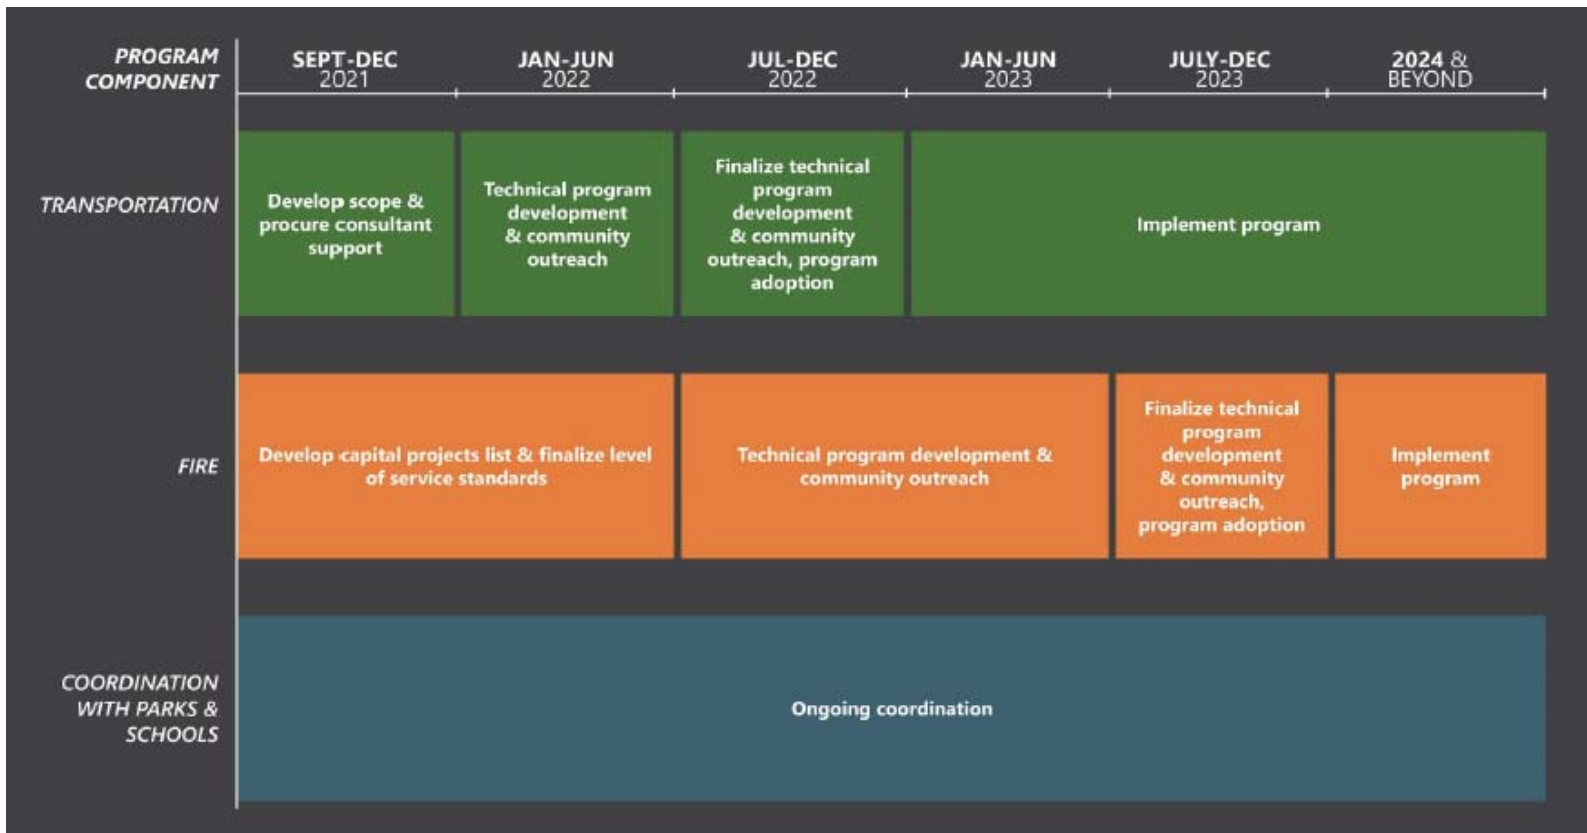 PROGRAM
COMPONENT
SEPT-DEC
2021
JAN-JUN
2022
JUL-DEC
2022
JAN-JUN
2023
JULY-DEC
2023
2024 &
BEYOND
TRANSPORTATION
Develop scope &
procure consultant
support
Technical program
development
& community
outreach
Finalize technical
program
development
& community
outreach, program
adoption
Implement program
FIRE
Develop capital projects list & finalize level
of service standards
Technical program development &
community outreach
Finalize technical
program
development
& community
outreach,
program adoption
Implement
program
COORDINATION
WITH PARKS &
SCHOOLS
Ongoing coordination